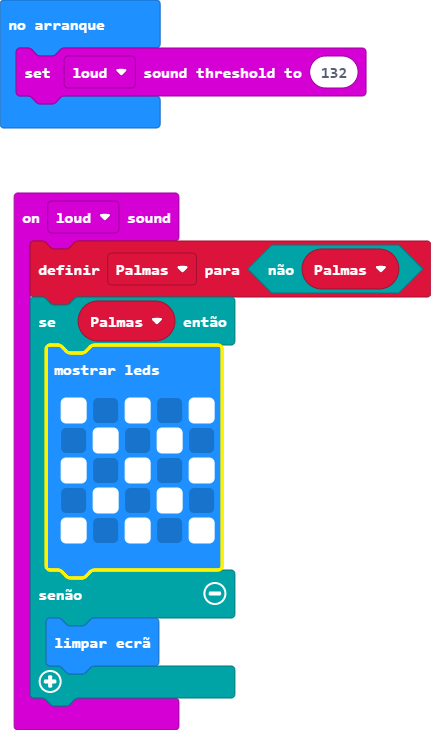 no arranque
set loud sound threshold to 132
on loud sound
definir Palmas para não Palmas
se Palmas então
mostrar leds
senão
limpar ecrã